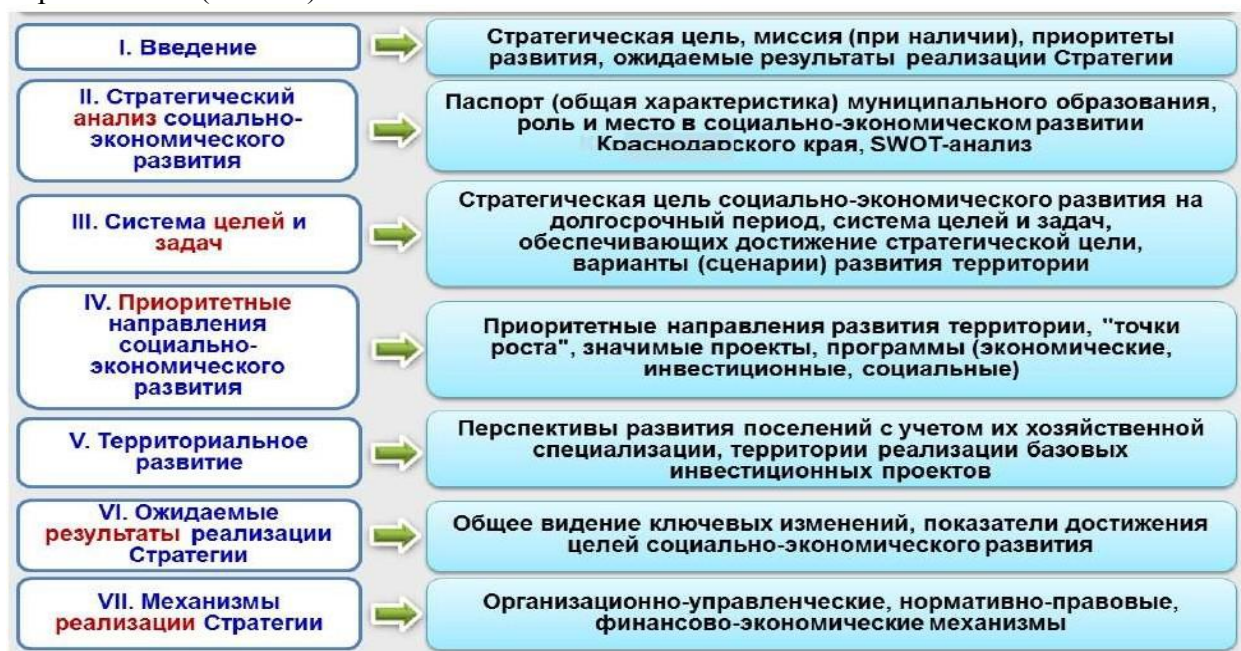 I. Введение
Стратегическая цель, миссия (при наличии), приоритеты
развития, ожидаемые результаты реализации Стратегии
II. Стратегический
анализ социально-
экономического
развития
Паспорт (общая характеристика) муниципального образования,
роль и место в социально-экономическом развитии
Краснодарского края, SWOT-анализ
III. Система целей и
задач
Стратегическая цель социально-экономического развития на
долгосрочный период, система целей и задач,
обеспечивающих достижение стратегической цели,
варианты (сценарии) развития территории
IV. Приоритетные
направления
социально-
экономического
развития
Приоритетные направления развития территории, "точки
роста", значимые проекты, программы (экономические,
инвестиционные, социальные)
V. Территориальное
развитие
Перспективы развития поселений с учетом их хозяйственной
специализации, территории реализации базовых
инвестиционных проектов
VI. Ожидаемые
результаты реализации
Стратегии
Общее видение ключевых изменений, показатели достижения
целей социально-экономического развития
VII. Механизмы
реализации Стратегии
Организационно-управленческие, нормативно-правовые,
финансово-экономические механизмы